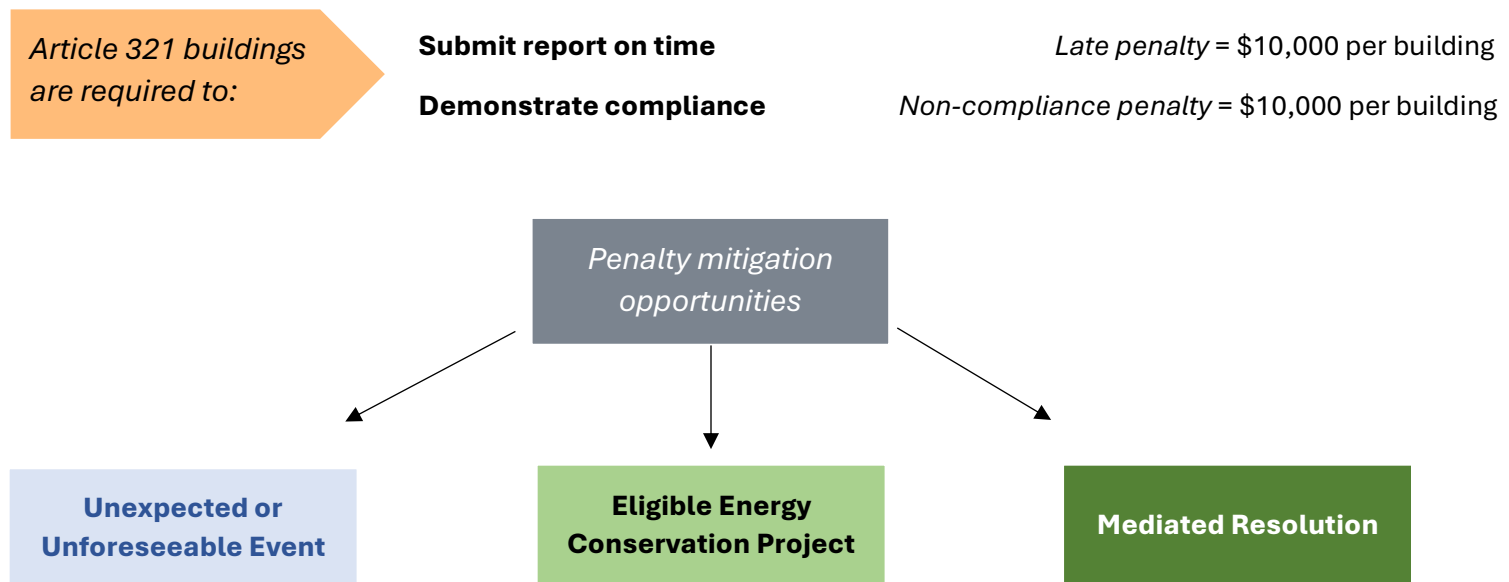 Article 321 buildings
are required to:
Submit report on time
Late penalty = $10,000 per building
Demonstrate compliance
Non-compliance penalty = $10,000 per building
Penalty mitigation
opportunities
Unexpected or
Unforeseeable Event
Eligible Energy
Conservation Project
Mediated Resolution